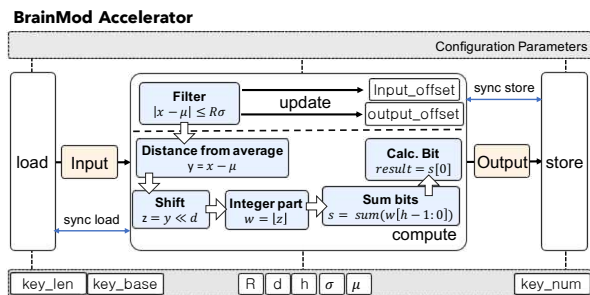 BrainMod Accelerator
Configuration Parameters
Filter
|x − μ| ≤ Rσ
update
Input_offset
output_offset
sync store
load
Input
Distance from average
y = x − μ
Calc. Bit
result = s[0]
Output
store
Shift
z = y ≪ d
Integer part
w = ⌊z⌋
Sum bits
s = sum(w[h − 1: 0])
sync load
compute
key_len key_base R d h σ μ key_num